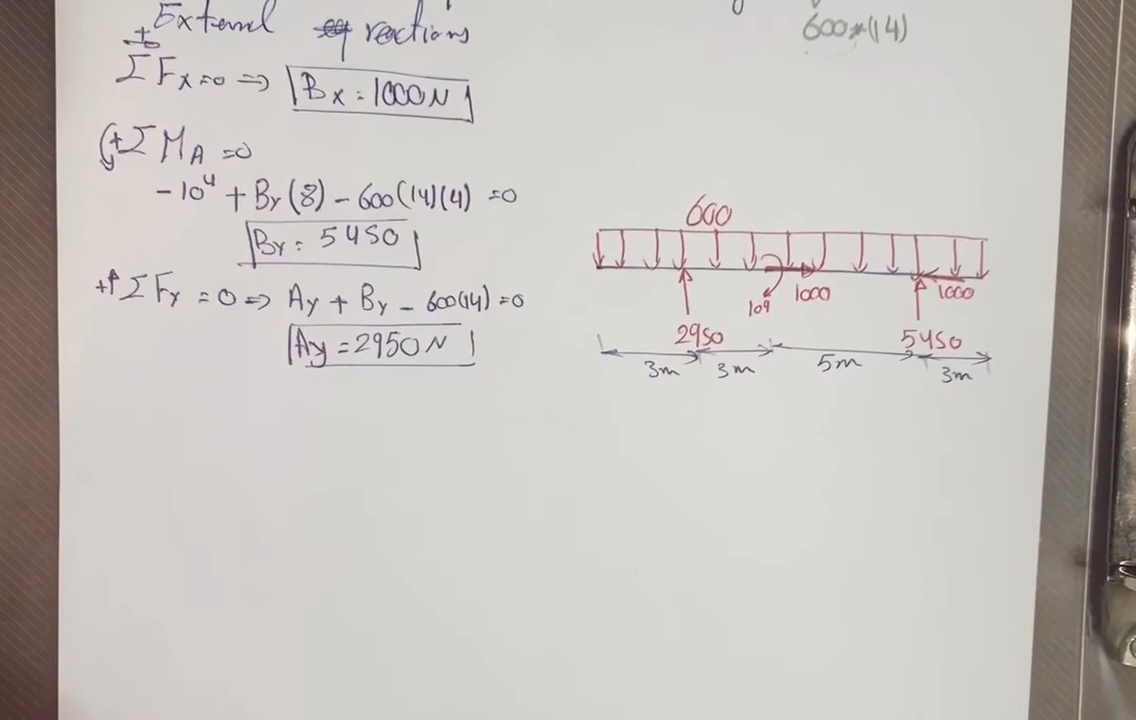 External reactions
600*(14)
+
ΣFx=0 => Bx = 1000N
(+ΣMA=0
-10⁴ + By(8) - 600(14)(4) =0
By = 5450
+↑ΣFy=0 => Ay + By - 600(14)=0
Ay = 2950 N
600
10⁴ 1000 1000
2950 5450
3m 3m 5m 3m